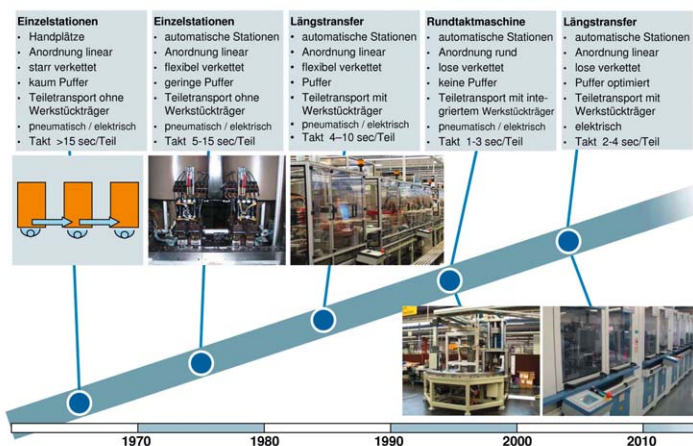 Einzelstationen
• Handplätze
• Anordnung linear
• starr verkettet
• kaum Puffer
• Teiletransport ohne
Werkstückträger
• pneumatisch / elektrisch
• Takt >15 sec/Teil
Einzelstationen
• automatische Stationen
• Anordnung linear
• flexibel verkettet
• geringe Puffer
• Teiletransport ohne
Werkstückträger
• pneumatisch / elektrisch
• Takt 5-15 sec/Teil
Längstransfer
• automatische Stationen
• Anordnung linear
• flexibel verkettet
• Puffer
• Teiletransport mit
Werkstückträger
• pneumatisch / elektrisch
• Takt 4–10 sec/Teil
Rundtaktmaschine
• automatische Stationen
• Anordnung rund
• lose verkettet
• keine Puffer
• Teiletransport mit inte-
griertem Werkstückträger
• pneumatisch / elektrisch
• Takt 1-3 sec/Teil
Längstransfer
• automatische Stationen
• Anordnung linear
• lose verkettet
• Puffer optimiert
• Teiletransport mit
Werkstückträger
• elektrisch
• Takt 2-4 sec/Teil
1970
1980
1990
2000
2010